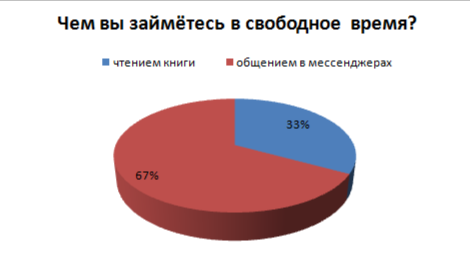 Чем вы займётесь в свободное время?
чтением книги
общением в мессенджерах
33%
67%